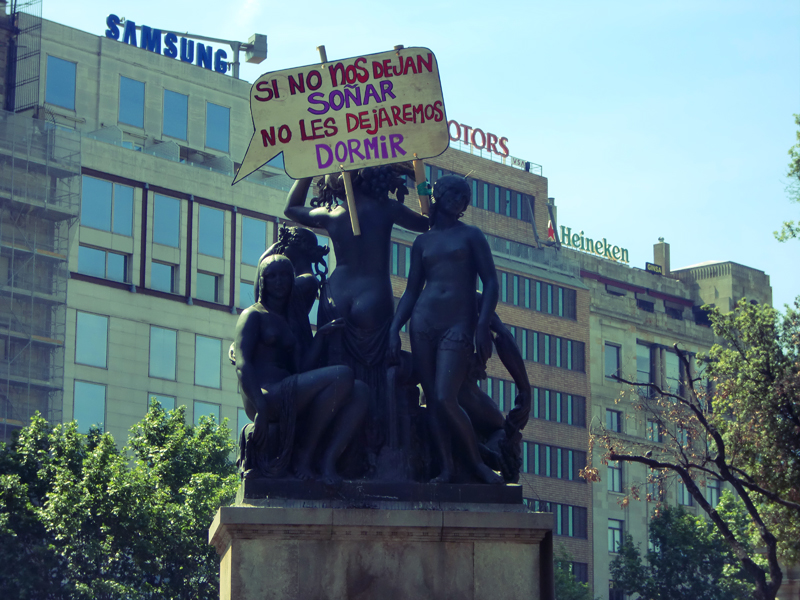 SAMSUNG
SI NO NOS DEJAN
SOÑAR
NO LES DEJAREMOS
DORMIR
OTORS
Heineken